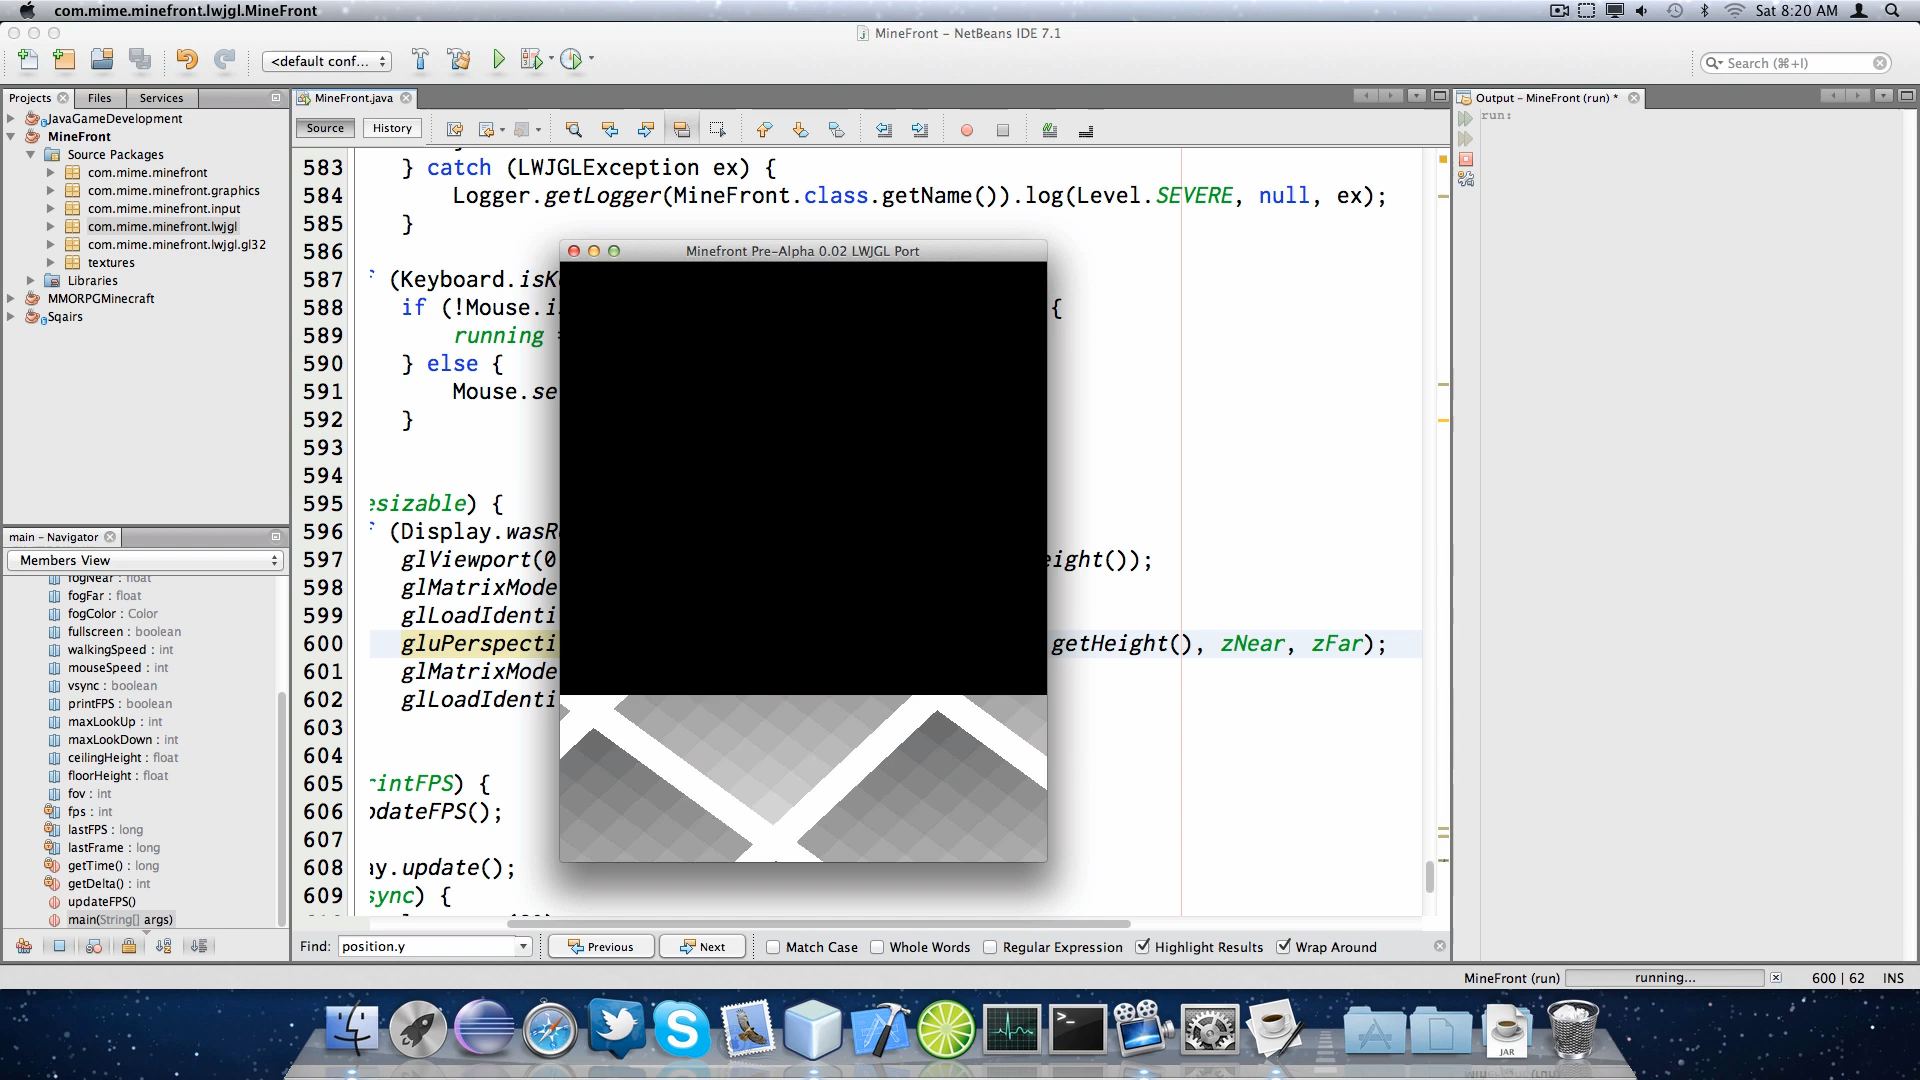 com.mime.minefront.lwjgl.MineFront
Sat 8:20 AM
MineFront – NetBeans IDE 7.1
<default conf...
Search (⌘+I)
Projects
Files
Services
MineFront.java
Output – MineFront (run) *
Source
History
run:
JavaGameDevelopment
MineFront
Source Packages
com.mime.minefront
com.mime.minefront.graphics
com.mime.minefront.input
com.mime.minefront.lwjgl
com.mime.minefront.lwjgl.gl32
textures
Libraries
MMORPGMinecraft
Sqairs
583 } catch (LWJGLException ex) {
584 Logger.getLogger(MineFront.class.getName()).log(Level.SEVERE, null, ex);
585 }
586
587 (Keyboard.isK
588 if (!Mouse.i {
589 running
590 } else {
591 Mouse.se
592 }
593
594
595 esizable) {
596 (Display.wasR
597 glViewport(0 eight());
598 glMatrixMode
599 glLoadIdenti
600 gluPerspecti getHeight(), zNear, zFar);
601 glMatrixMode
602 glLoadIdenti
603
604
605 rintFPS) {
606 pdateFPS();
607
608 ay.update();
609 sync) {
Minefront Pre-Alpha 0.02 LWJGL Port
main – Navigator
Members View
fogNear : float
fogFar : float
fogColor : Color
fullscreen : boolean
walkingSpeed : int
mouseSpeed : int
vsync : boolean
printFPS : boolean
maxLookUp : int
maxLookDown : int
ceilingHeight : float
floorHeight : float
fov : int
fps : int
lastFPS : long
lastFrame : long
getTime() : long
getDelta() : int
updateFPS()
main(String[] args)
Find: position.y
Previous
Next
Match Case
Whole Words
Regular Expression
Highlight Results
Wrap Around
MineFront (run)
running...
600 | 62
INS
JAR